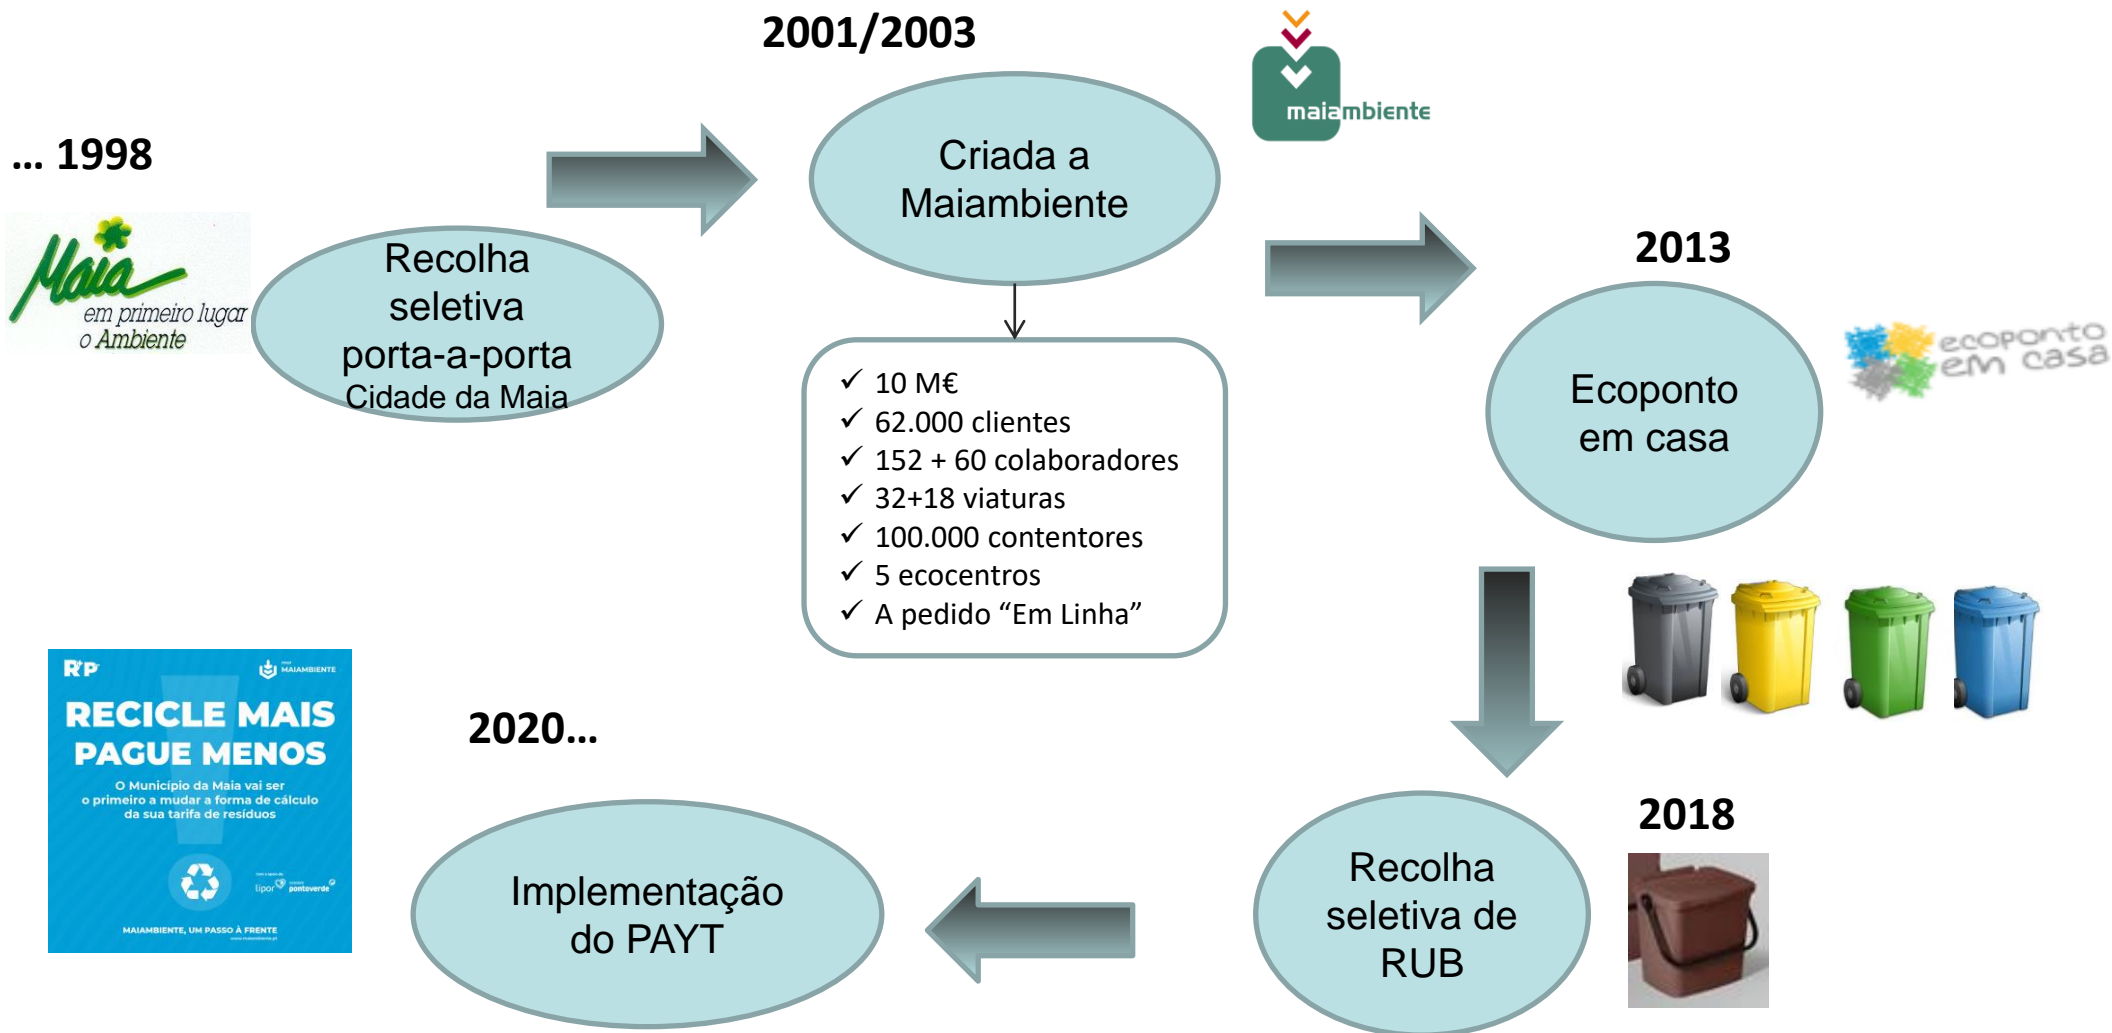 ... 1998
Maia
em primeiro lugar
o Ambiente
Recolha
seletiva
porta-a-porta
Cidade da Maia
2001/2003
Criada a
Maiambiente
maiambiente
✓ 10 M€
✓ 62.000 clientes
✓ 152 + 60 colaboradores
✓ 32+18 viaturas
✓ 100.000 contentores
✓ 5 ecocentros
✓ A pedido “Em Linha”
2013
Ecoponto
em casa
ecoponto
em casa
2018
Recolha
seletiva de
RUB
2020...
Implementação
do PAYT
R+P
MAIAMBIENTE
RECICLE MAIS
PAGUE MENOS
O Município da Maia vai ser
o primeiro a mudar a forma de cálculo
da sua tarifa de resíduos
lipor
pontoverde
MAIAMBIENTE, UM PASSO À FRENTE